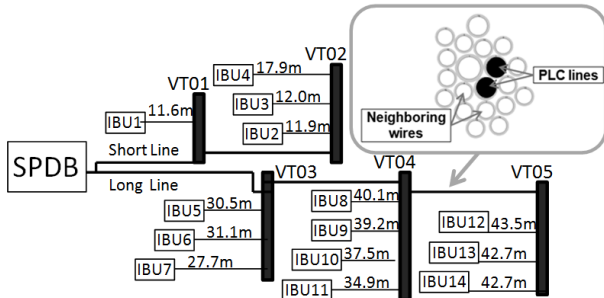 VT02
IBU4 17.9m
VT01
IBU3 12.0m
IBU1 11.6m
IBU2 11.9m
PLC lines
Neighboring
wires
SPDB
Short Line
Long Line
VT03
VT04
VT05
IBU5 30.5m
IBU6 31.1m
IBU7 27.7m
IBU8 40.1m
IBU9 39.2m
IBU10 37.5m
IBU11 34.9m
IBU12 43.5m
IBU13 42.7m
IBU14 42.7m